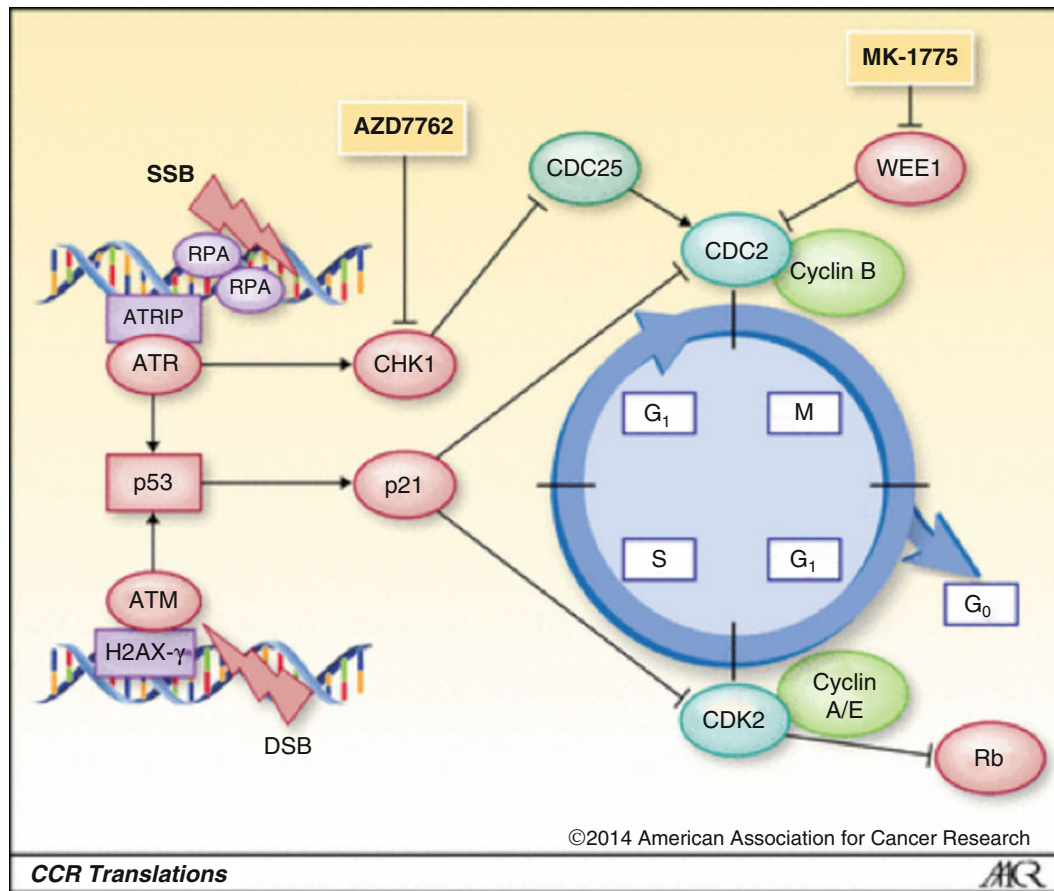 MK-1775
AZD7762
WEE1
CDC25
SSB
CDC2
Cyclin B
RPA
RPA
ATRIP
ATR
CHK1
G₁
M
p53
p21
S
G₁
ATM
G₀
H2AX-γ
Cyclin
A/E
CDK2
DSB
Rb
©2014 American Association for Cancer Research
CCR Translations
AACR